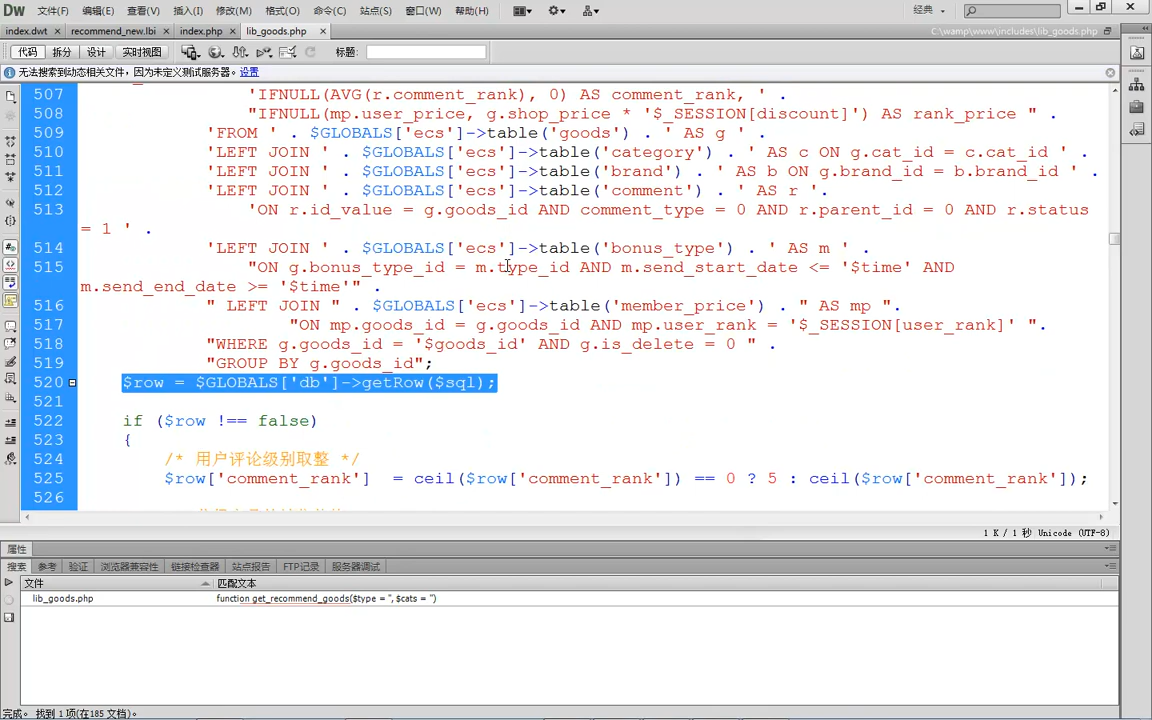 Dw 文件(F) 编辑(E) 查看(V) 插入(I) 修改(M) 格式(O) 命令(C) 站点(S) 窗口(W) 帮助(H) 经典
index.dwt × recommend_new.lbi × index.php × lib_goods.php × C:\wamp\www\includes\lib_goods.php
代码 拆分 设计 实时视图 标题:
无法搜索到动态相关文件，因为未定义测试服务器。 设置
507 'IFNULL(AVG(r.comment_rank), 0) AS comment_rank, ' .
508 "IFNULL(mp.user_price, g.shop_price * '$_SESSION[discount]') AS rank_price " .
509 'FROM ' . $GLOBALS['ecs']->table('goods') . ' AS g ' .
510 'LEFT JOIN ' . $GLOBALS['ecs']->table('category') . ' AS c ON g.cat_id = c.cat_id ' .
511 'LEFT JOIN ' . $GLOBALS['ecs']->table('brand') . ' AS b ON g.brand_id = b.brand_id ' .
512 'LEFT JOIN ' . $GLOBALS['ecs']->table('comment') . ' AS r '.
513 'ON r.id_value = g.goods_id AND comment_type = 0 AND r.parent_id = 0 AND r.status
= 1 ' .
514 'LEFT JOIN ' . $GLOBALS['ecs']->table('bonus_type') . ' AS m ' .
515 "ON g.bonus_type_id = m.type_id AND m.send_start_date <= '$time' AND
m.send_end_date >= '$time'" .
516 " LEFT JOIN " . $GLOBALS['ecs']->table('member_price') . " AS mp ".
517 "ON mp.goods_id = g.goods_id AND mp.user_rank = '$_SESSION[user_rank]' ".
518 "WHERE g.goods_id = '$goods_id' AND g.is_delete = 0 " .
519 "GROUP BY g.goods_id";
520 $row = $GLOBALS['db']->getRow($sql);
521
522 if ($row !== false)
523 {
524 /* 用户评论级别取整 */
525 $row['comment_rank'] = ceil($row['comment_rank']) == 0 ? 5 : ceil($row['comment_rank']);
526
1 K / 1 秒 Unicode (UTF-8)
属性
搜索 参考 验证 浏览器兼容性 链接检查器 站点报告 FTP记录 服务器调试
文件 匹配文本
lib_goods.php function get_recommend_goods($type = '', $cats = '')
完成。 找到 1 项(在185 文档)。